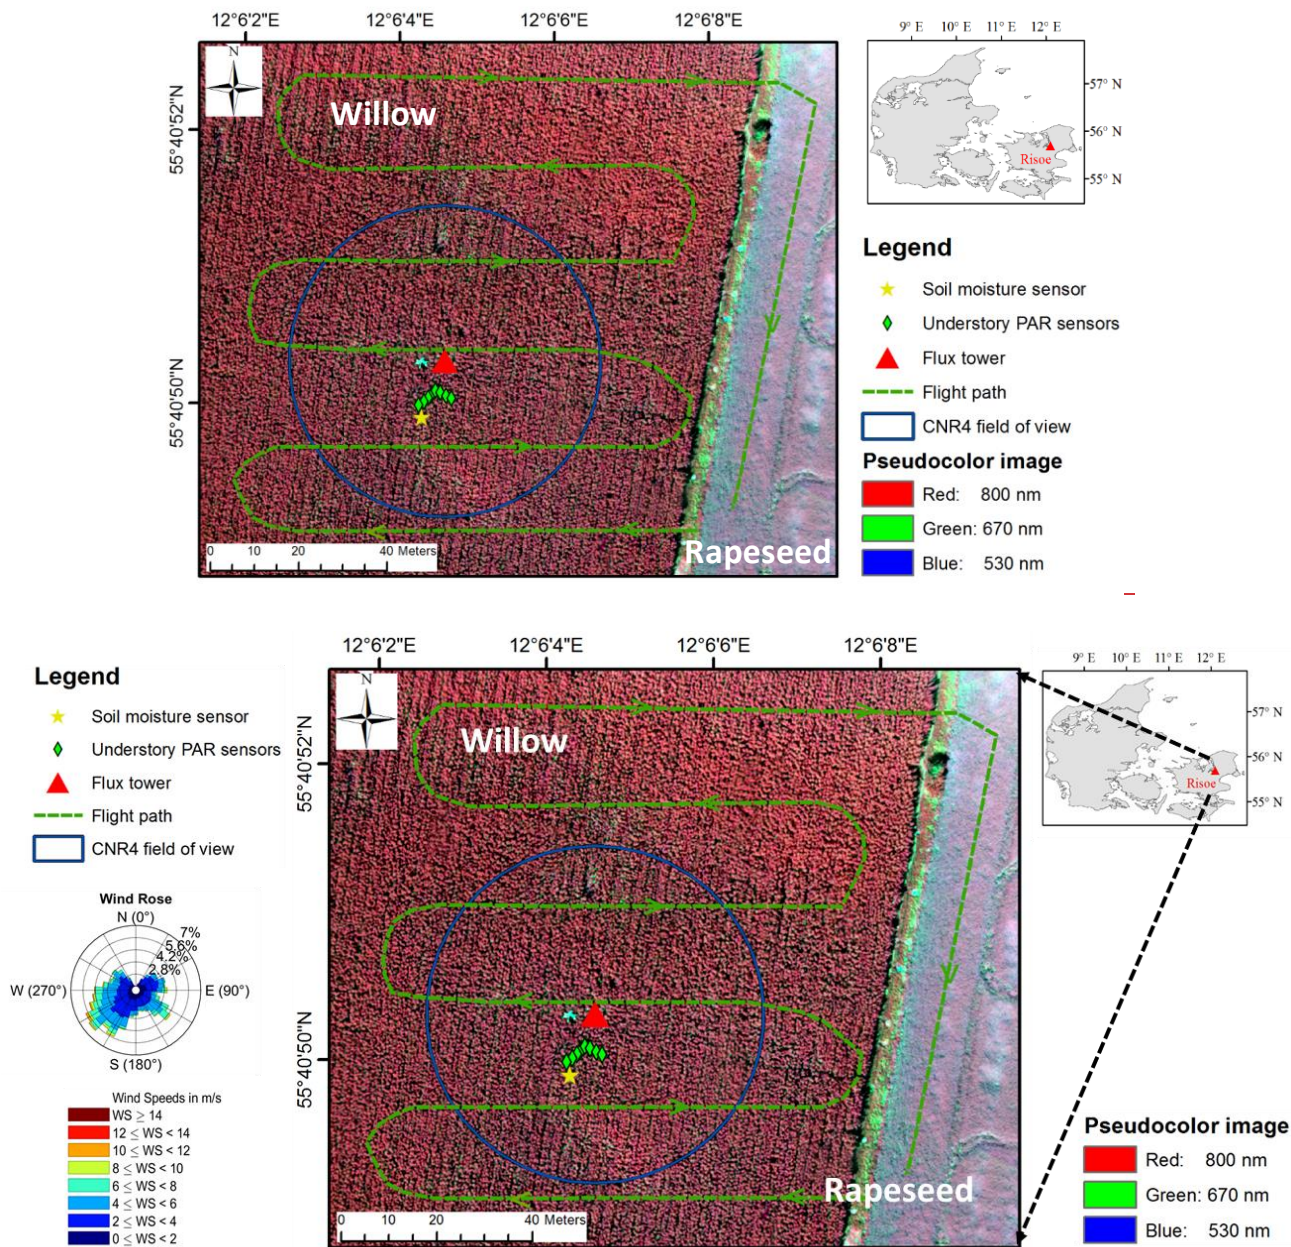 12°6'2"E 12°6'4"E 12°6'6"E 12°6'8"E
N
Willow
55°40'52"N
55°40'50"N
0 10 20 40 Meters
Rapeseed
9° E 10° E 11° E 12° E
57° N
56° N
Risoe
55° N
Legend
Soil moisture sensor
Understory PAR sensors
Flux tower
Flight path
CNR4 field of view
Pseudocolor image
Red: 800 nm
Green: 670 nm
Blue: 530 nm
Legend
Soil moisture sensor
Understory PAR sensors
Flux tower
Flight path
CNR4 field of view
Wind Rose
N (0°)
7%
5.6%
4.2%
2.8%
W (270°)
E (90°)
S (180°)
Wind Speeds in m/s
WS ≥ 14
12 ≤ WS < 14
10 ≤ WS < 12
8 ≤ WS < 10
6 ≤ WS < 8
4 ≤ WS < 6
2 ≤ WS < 4
0 ≤ WS < 2
12°6'2"E 12°6'4"E 12°6'6"E 12°6'8"E
N
Willow
55°40'52"N
55°40'50"N
0 10 20 40 Meters
Rapeseed
9° E 10° E 11° E 12° E
57° N
56° N
Risoe
55° N
Pseudocolor image
Red: 800 nm
Green: 670 nm
Blue: 530 nm